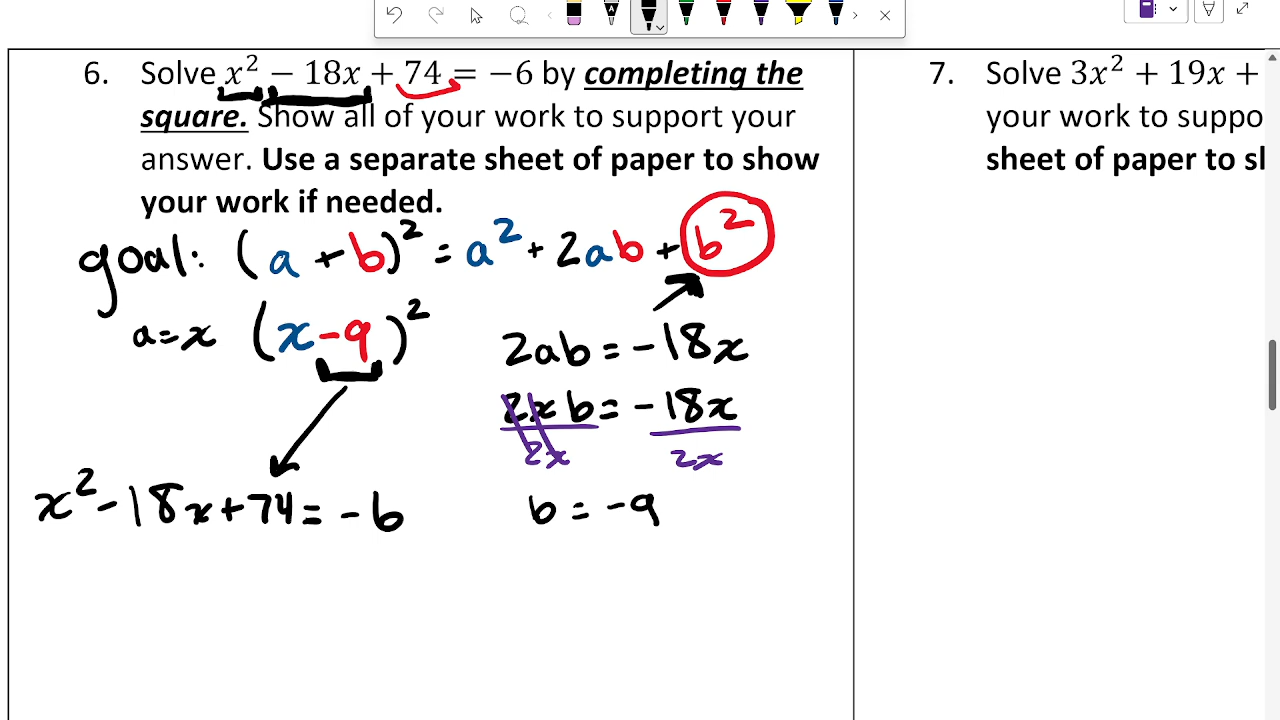 6. Solve x² − 18x + 74 = −6 by completing the
square. Show all of your work to support your
answer. Use a separate sheet of paper to show
your work if needed.
goal: (a + b)² = a² + 2ab + b²
a=x (x-9)²
2ab = -18x
2xb = -18x
2x 2x
x² - 18x + 74 = -6
b = -9
7. Solve 3x² + 19x +
your work to suppo
sheet of paper to sl